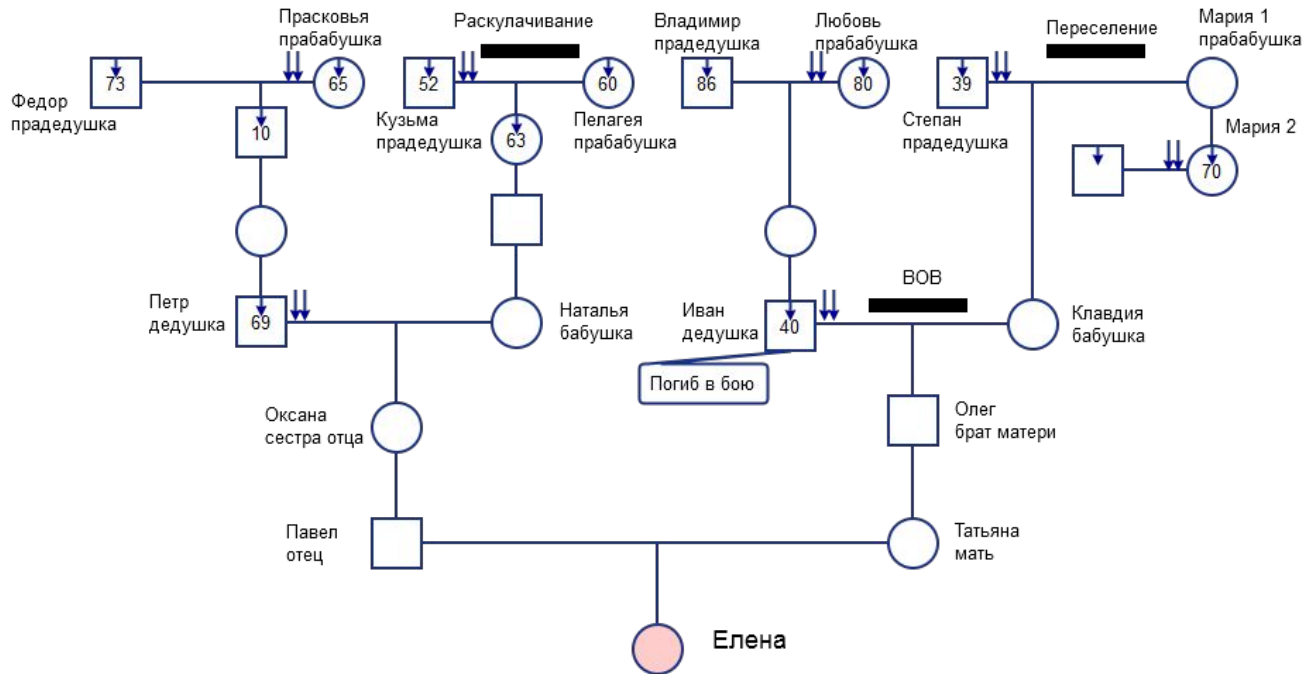 Прасковья
прабабушка
Раскулачивание
Владимир
прадедушка
Любовь
прабабушка
Переселение
Мария 1
прабабушка
73
65
52
60
86
80
39
Федор
прадедушка
10
Кузьма
прадедушка
63
Пелагея
прабабушка
Степан
прадедушка
Мария 2
70
Петр
дедушка
69
Наталья
бабушка
Иван
дедушка
40
ВОВ
Клавдия
бабушка
Погиб в бою
Оксана
сестра отца
Олег
брат матери
Павел
отец
Татьяна
мать
Елена